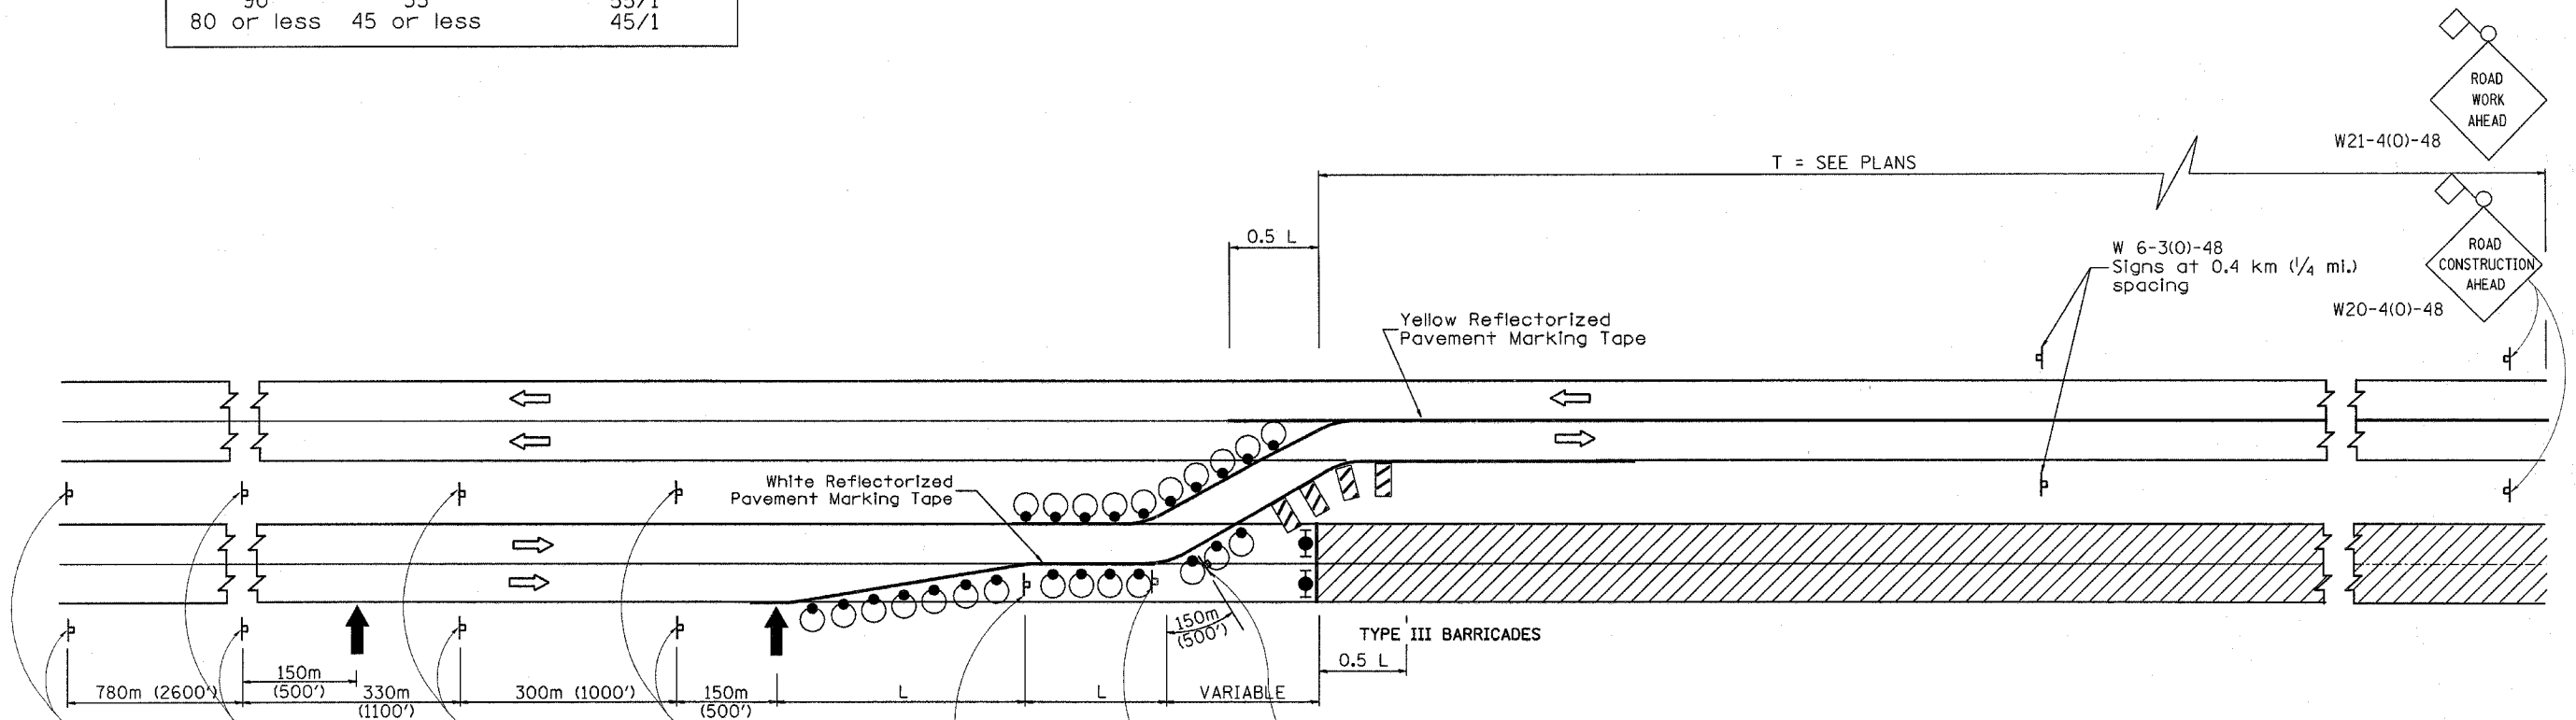 80 or less 45 or less 45/1
ROAD
WORK
AHEAD
W21-4(O)-48
T = SEE PLANS
0.5 L
W 6-3(O)-48
Signs at 0.4 km (1/4 mi.)
spacing
ROAD
CONSTRUCTION
AHEAD
W20-4(O)-48
Yellow Reflectorized
Pavement Marking Tape
White Reflectorized
Pavement Marking Tape
150m
(500')
TYPE III BARRICADES
0.5 L
780m (2600')
150m
(500')
330m
(1100')
300m (1000')
150m
(500')
L
L
VARIABLE